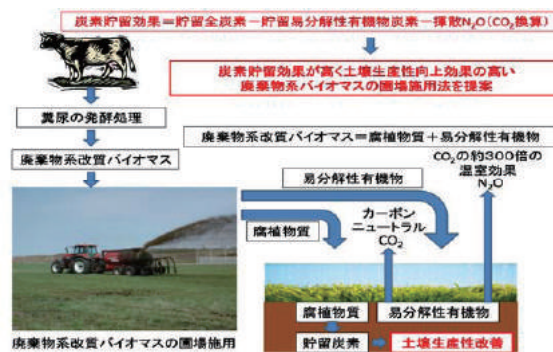 炭素貯留効果=貯留全炭素-貯留易分解性有機物炭素-揮散N₂O(CO₂換算)
炭素貯留効果が高く土壌生産性向上効果の高い
廃棄物系バイオマスの圃場施用法を提案
糞尿の発酵処理
廃棄物系改質バイオマス=腐植物質+易分解性有機物
廃棄物系改質バイオマス
CO₂の約300倍の
温室効果
N₂O
易分解性有機物
カーボン
ニュートラル
CO₂
腐植物質
腐植物質
易分解性有機物
貯留炭素
土壌生産性改善
廃棄物系改質バイオマスの圃場施用